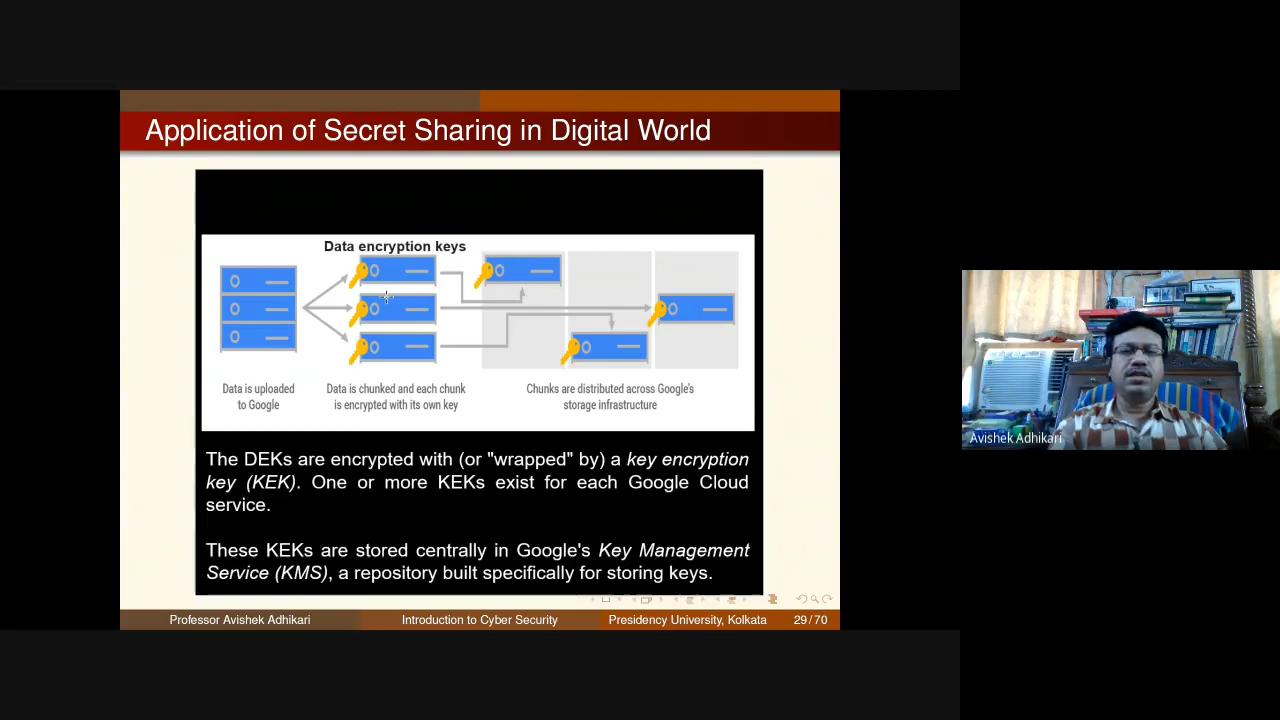 Application of Secret Sharing in Digital World
Data encryption keys
Data is uploaded
to Google
Data is chunked and each chunk
is encrypted with its own key
Chunks are distributed across Google's
storage infrastructure
The DEKs are encrypted with (or "wrapped" by) a key encryption
key (KEK). One or more KEKs exist for each Google Cloud
service.
These KEKs are stored centrally in Google's Key Management
Service (KMS), a repository built specifically for storing keys.
Avishek Adhikari
Professor Avishek Adhikari
Introduction to Cyber Security
Presidency University, Kolkata
29/70